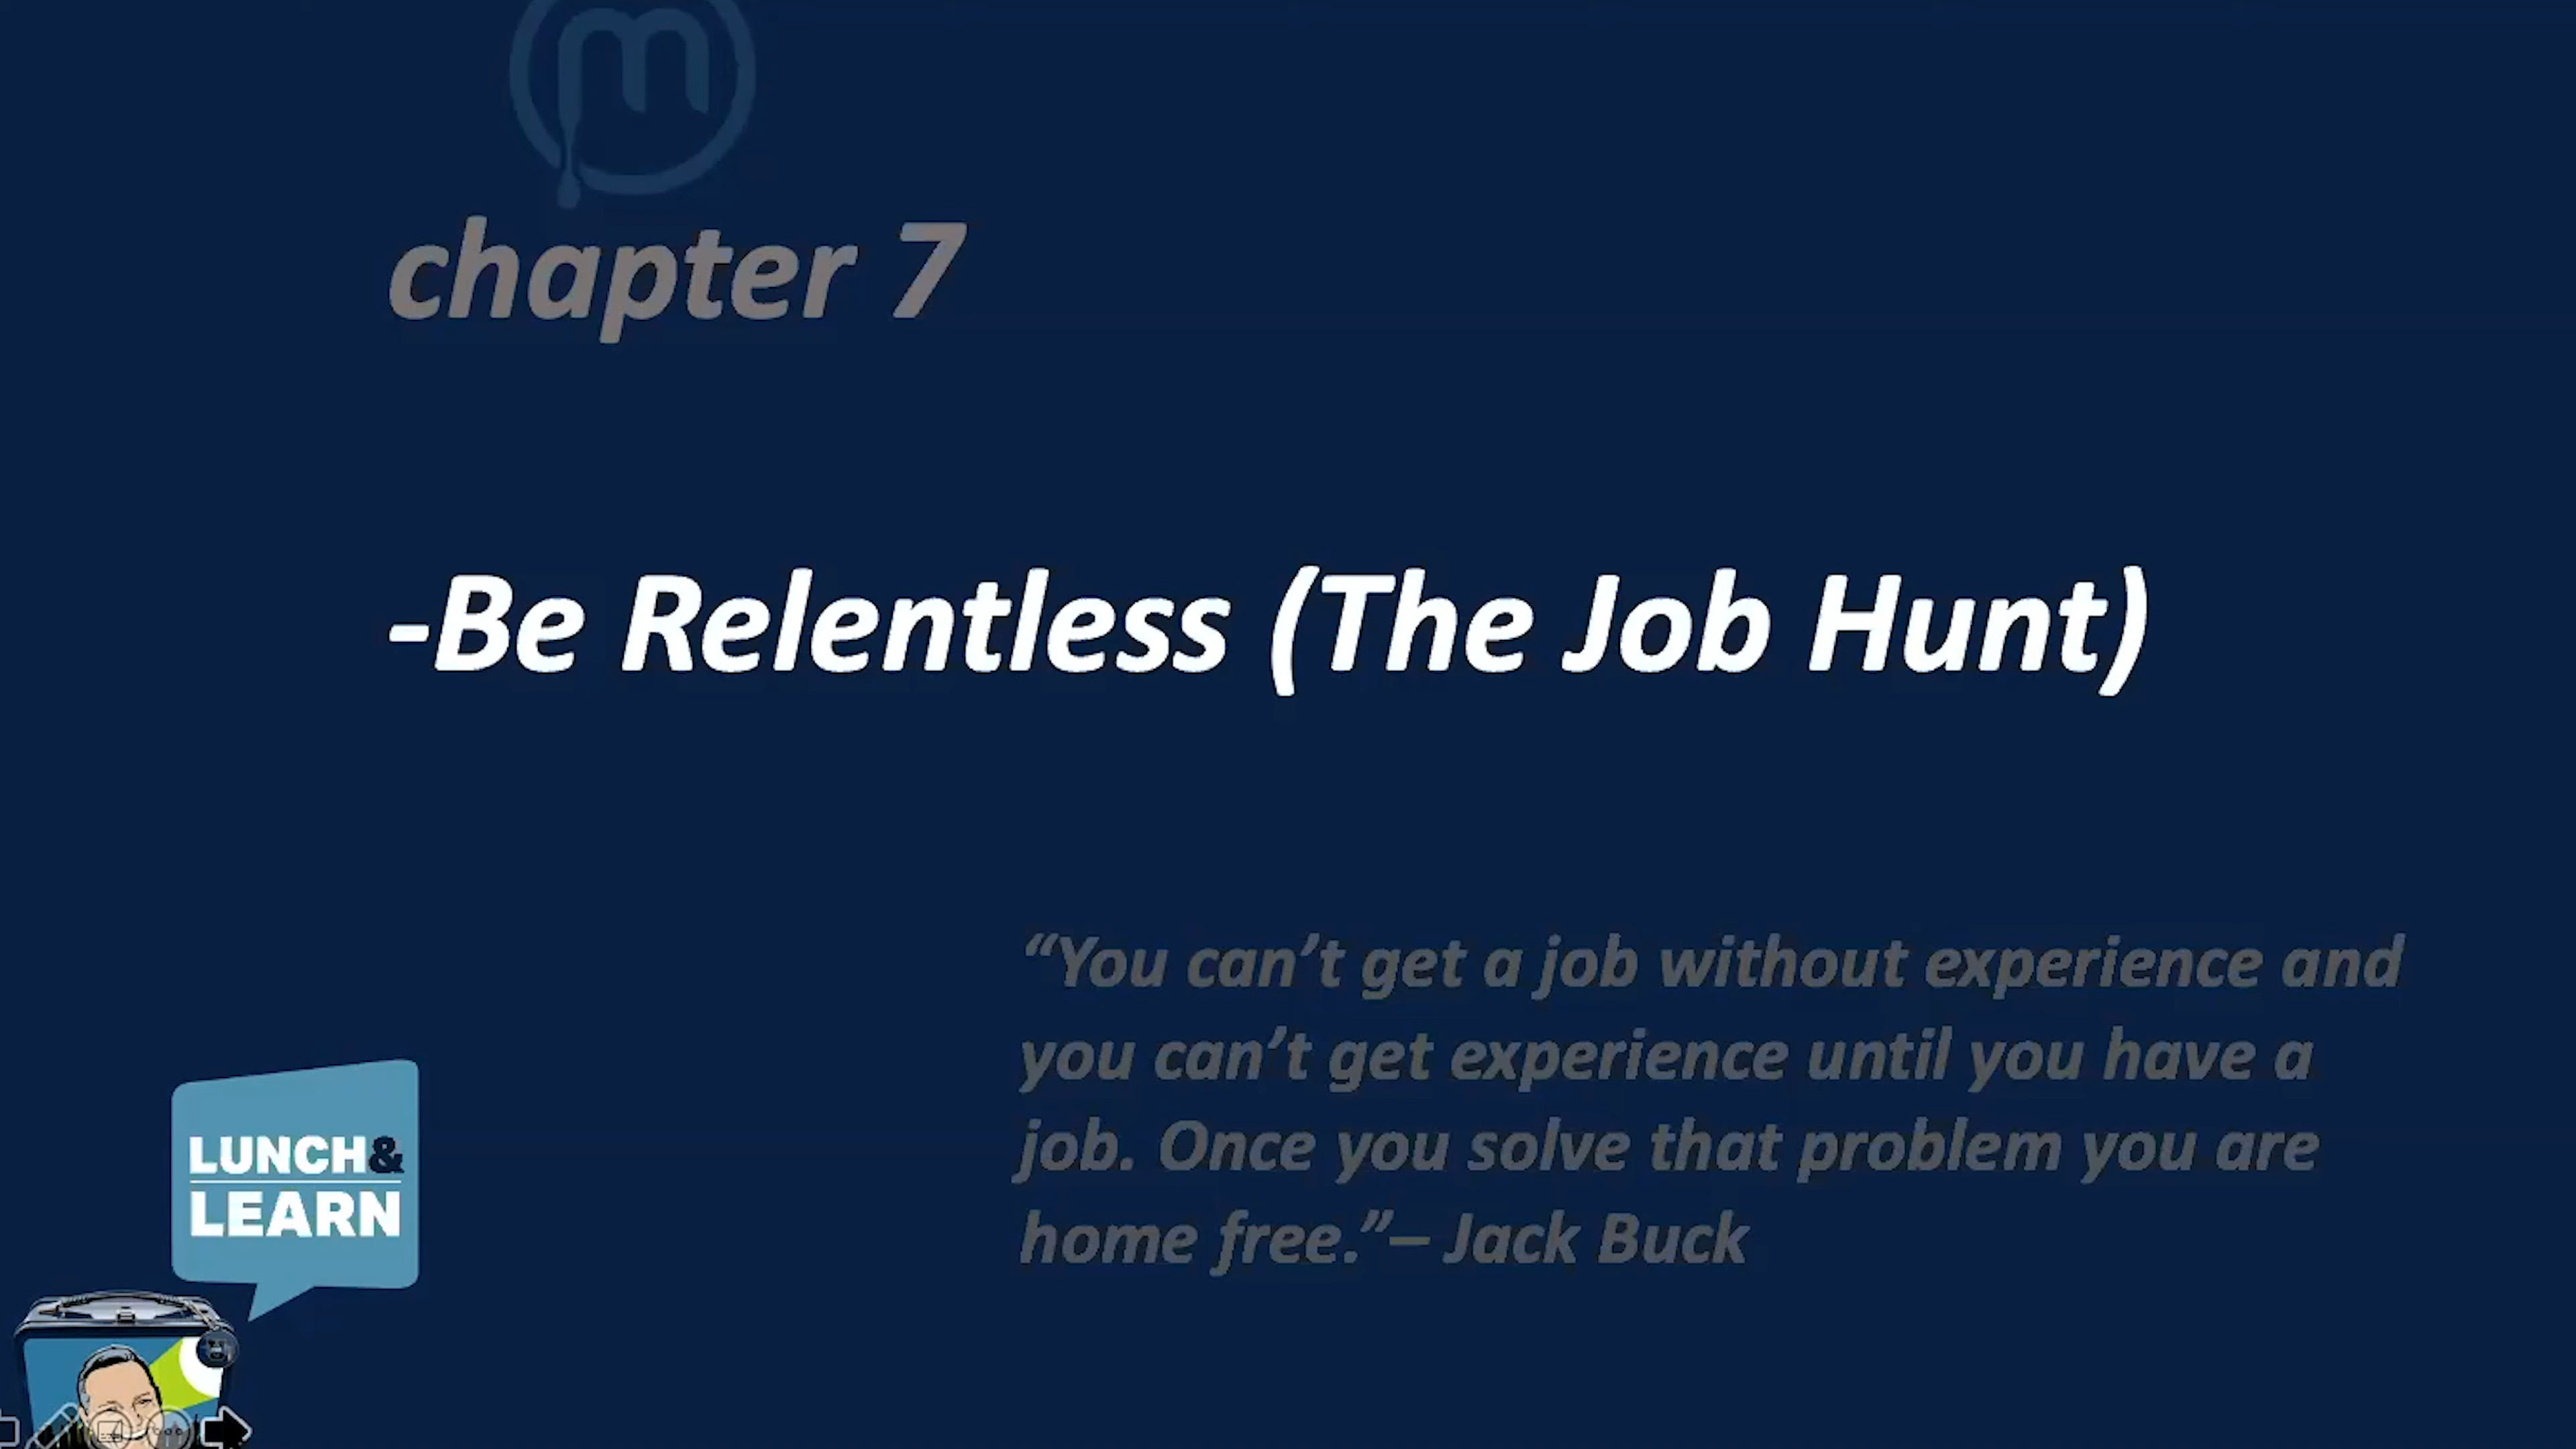 m
chapter 7
-Be Relentless (The Job Hunt)
“You can’t get a job without experience and
you can’t get experience until you have a
job. Once you solve that problem you are
home free.”– Jack Buck
LUNCH&
LEARN